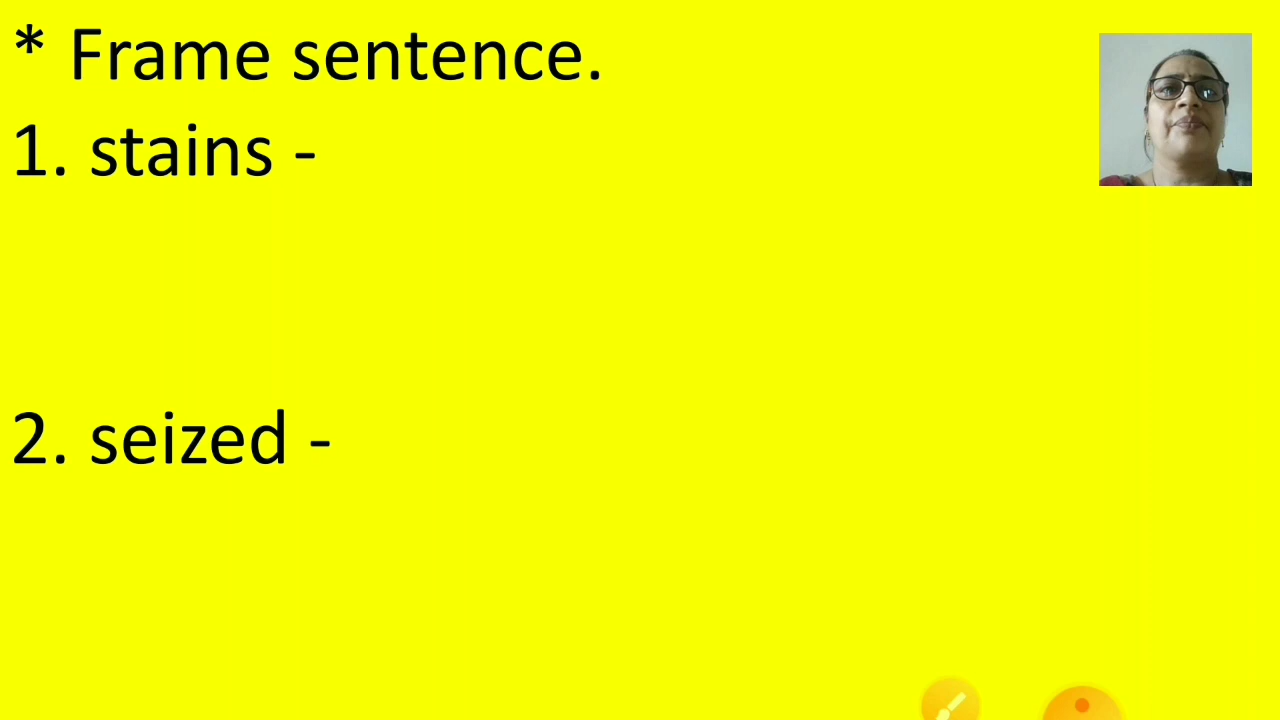 * Frame sentence.
1. stains -
2. seized -